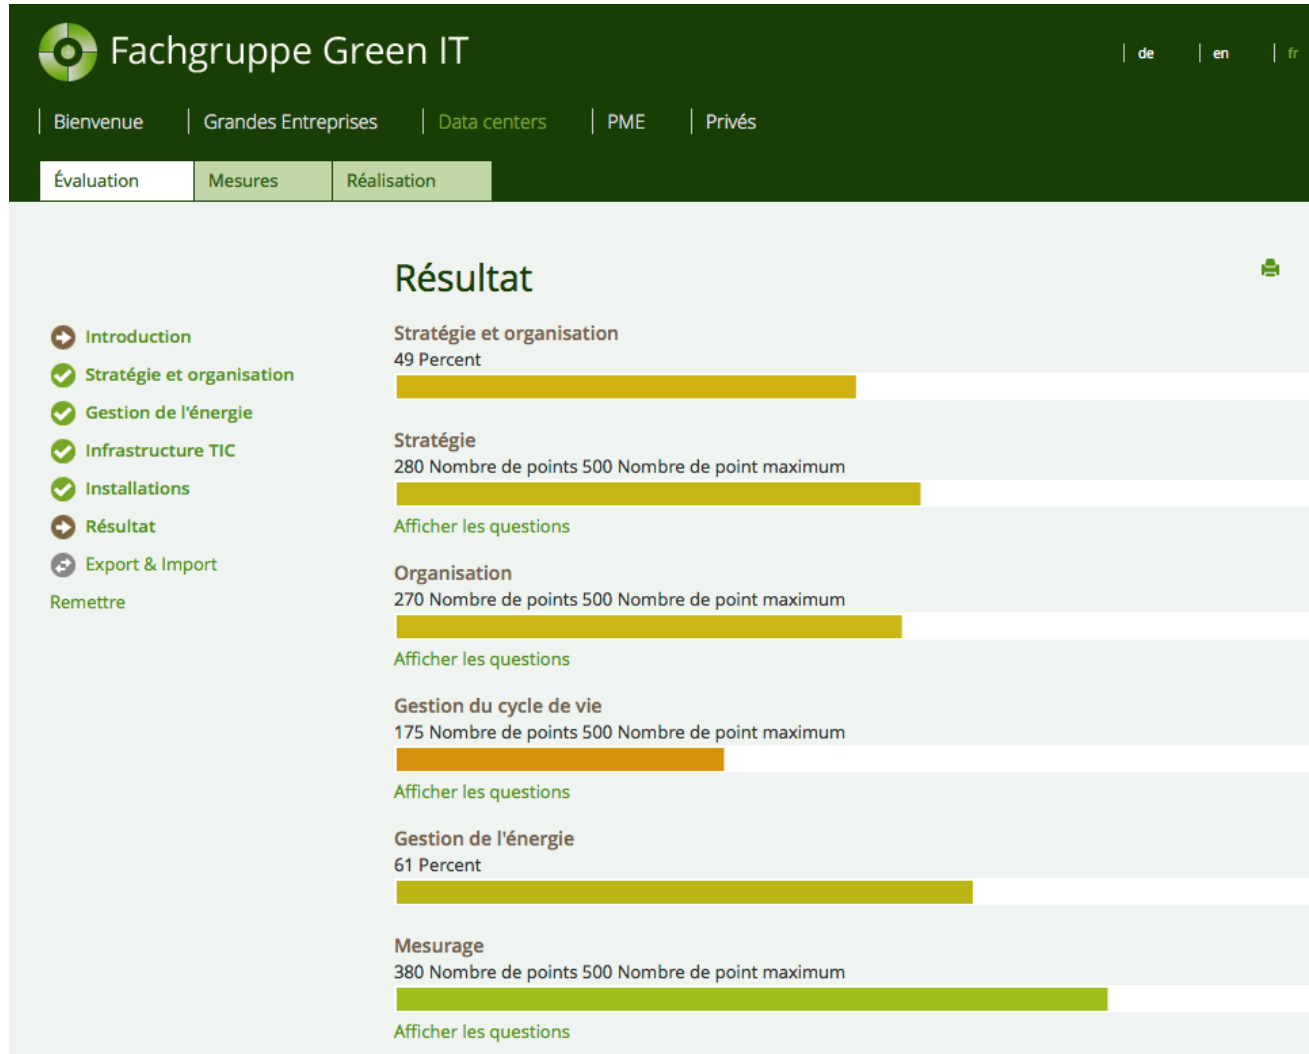 Fachgruppe Green IT
de en fr
Bienvenue Grandes Entreprises Data centers PME Privés
Évaluation Mesures Réalisation
Résultat
Introduction
Stratégie et organisation
Gestion de l'énergie
Infrastructure TIC
Installations
Résultat
Export & Import
Remettre
Stratégie et organisation
49 Percent
Stratégie
280 Nombre de points 500 Nombre de point maximum
Afficher les questions
Organisation
270 Nombre de points 500 Nombre de point maximum
Afficher les questions
Gestion du cycle de vie
175 Nombre de points 500 Nombre de point maximum
Afficher les questions
Gestion de l'énergie
61 Percent
Mesurage
380 Nombre de points 500 Nombre de point maximum
Afficher les questions